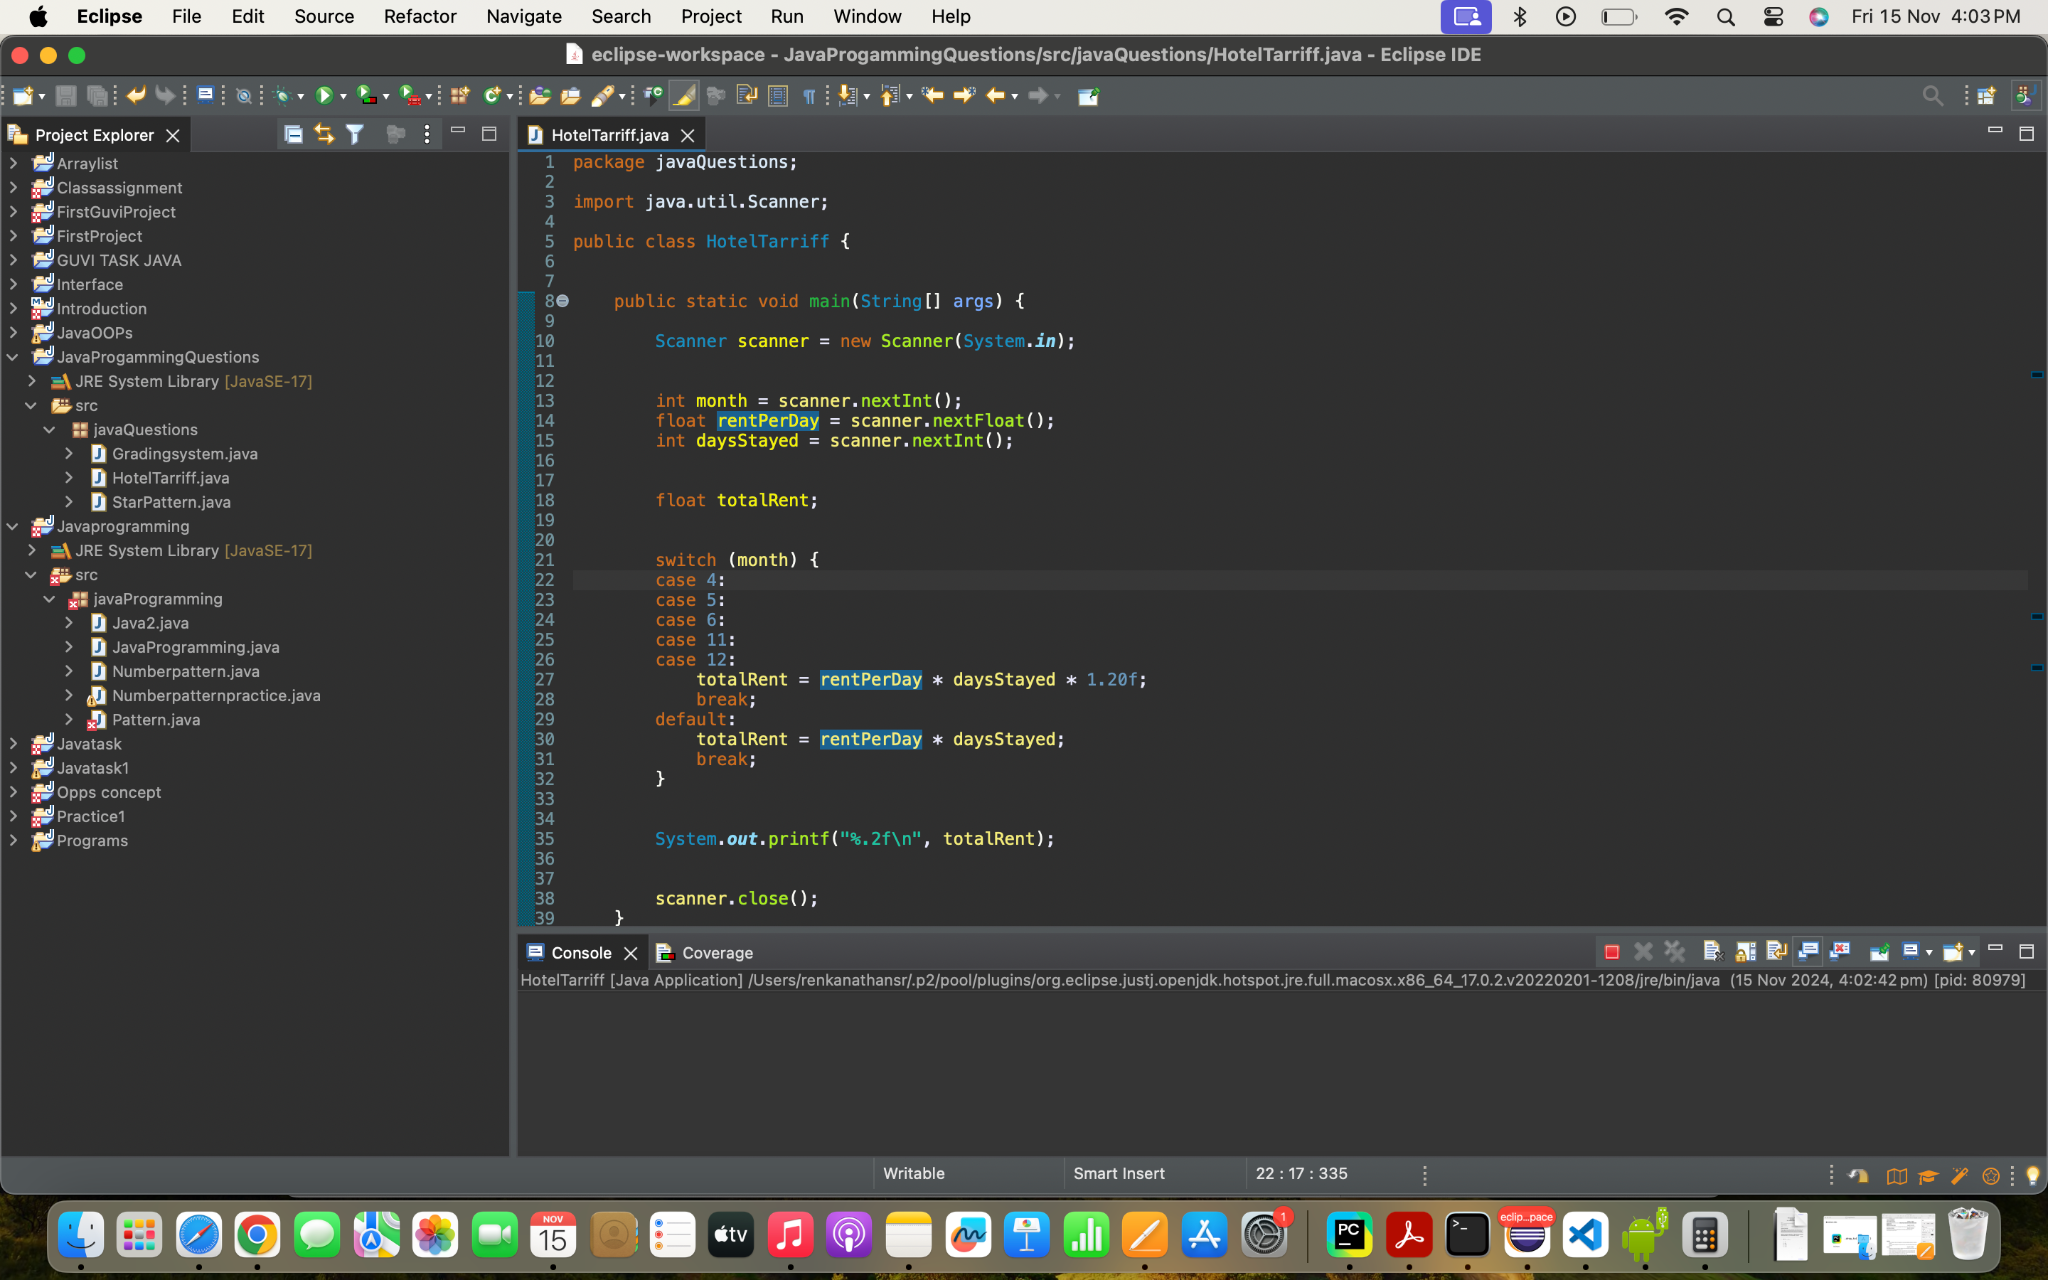 Eclipse File Edit Source Refactor Navigate Search Project Run Window Help Fri 15 Nov 4:03 PM
eclipse-workspace - JavaProgammingQuestions/src/javaQuestions/HotelTarriff.java - Eclipse IDE
Project Explorer
Arraylist
Classassignment
FirstGuviProject
FirstProject
GUVI TASK JAVA
Interface
Introduction
JavaOOPs
JavaProgammingQuestions
JRE System Library [JavaSE-17]
src
javaQuestions
Gradingsystem.java
HotelTarriff.java
StarPattern.java
Javaprogramming
JRE System Library [JavaSE-17]
src
javaProgramming
Java2.java
JavaProgramming.java
Numberpattern.java
Numberpatternpractice.java
Pattern.java
Javatask
Javatask1
Opps concept
Practice1
Programs
HotelTarriff.java
1 package javaQuestions;
2
3 import java.util.Scanner;
4
5 public class HotelTarriff {
6
7
8 public static void main(String[] args) {
9
10 Scanner scanner = new Scanner(System.in);
11
12
13 int month = scanner.nextInt();
14 float rentPerDay = scanner.nextFloat();
15 int daysStayed = scanner.nextInt();
16
17
18 float totalRent;
19
20
21 switch (month) {
22 case 4:
23 case 5:
24 case 6:
25 case 11:
26 case 12:
27 totalRent = rentPerDay * daysStayed * 1.20f;
28 break;
29 default:
30 totalRent = rentPerDay * daysStayed;
31 break;
32 }
33
34
35 System.out.printf("%.2f\n", totalRent);
36
37
38 scanner.close();
39 }
Console Coverage
HotelTarriff [Java Application] /Users/renkanathansr/.p2/pool/plugins/org.eclipse.justj.openjdk.hotspot.jre.full.macosx.x86_64_17.0.2.v20220201-1208/jre/bin/java (15 Nov 2024, 4:02:42 pm) [pid: 80979]
Writable Smart Insert 22 : 17 : 335
NOV
15
tv
1
PC
eclip...pace